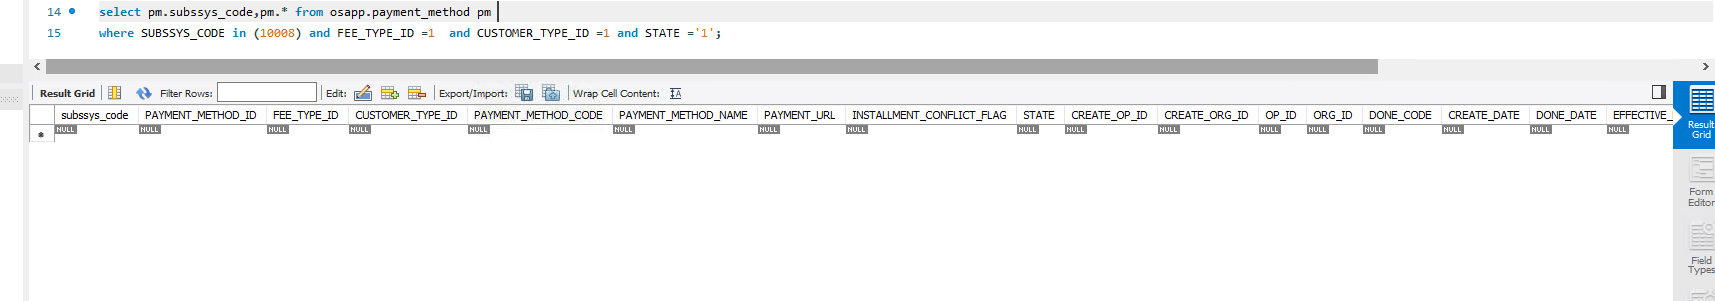 14 select pm.subssys_code,pm.* from osapp.payment_method pm
15 where SUBSSYS_CODE in (10008) and FEE_TYPE_ID =1  and CUSTOMER_TYPE_ID =1 and STATE ='1';
Result Grid Filter Rows: Edit: Export/Import: Wrap Cell Content: IA
subssys_code PAYMENT_METHOD_ID FEE_TYPE_ID CUSTOMER_TYPE_ID PAYMENT_METHOD_CODE PAYMENT_METHOD_NAME PAYMENT_URL INSTALLMENT_CONFLICT_FLAG STATE CREATE_OP_ID CREATE_ORG_ID OP_ID ORG_ID DONE_CODE CREATE_DATE DONE_DATE EFFECTIVE_
* NULL NULL NULL NULL NULL NULL NULL NULL NULL NULL NULL NULL NULL NULL NULL NULL NULL
Result
Grid
Form
Editor
Field
Types